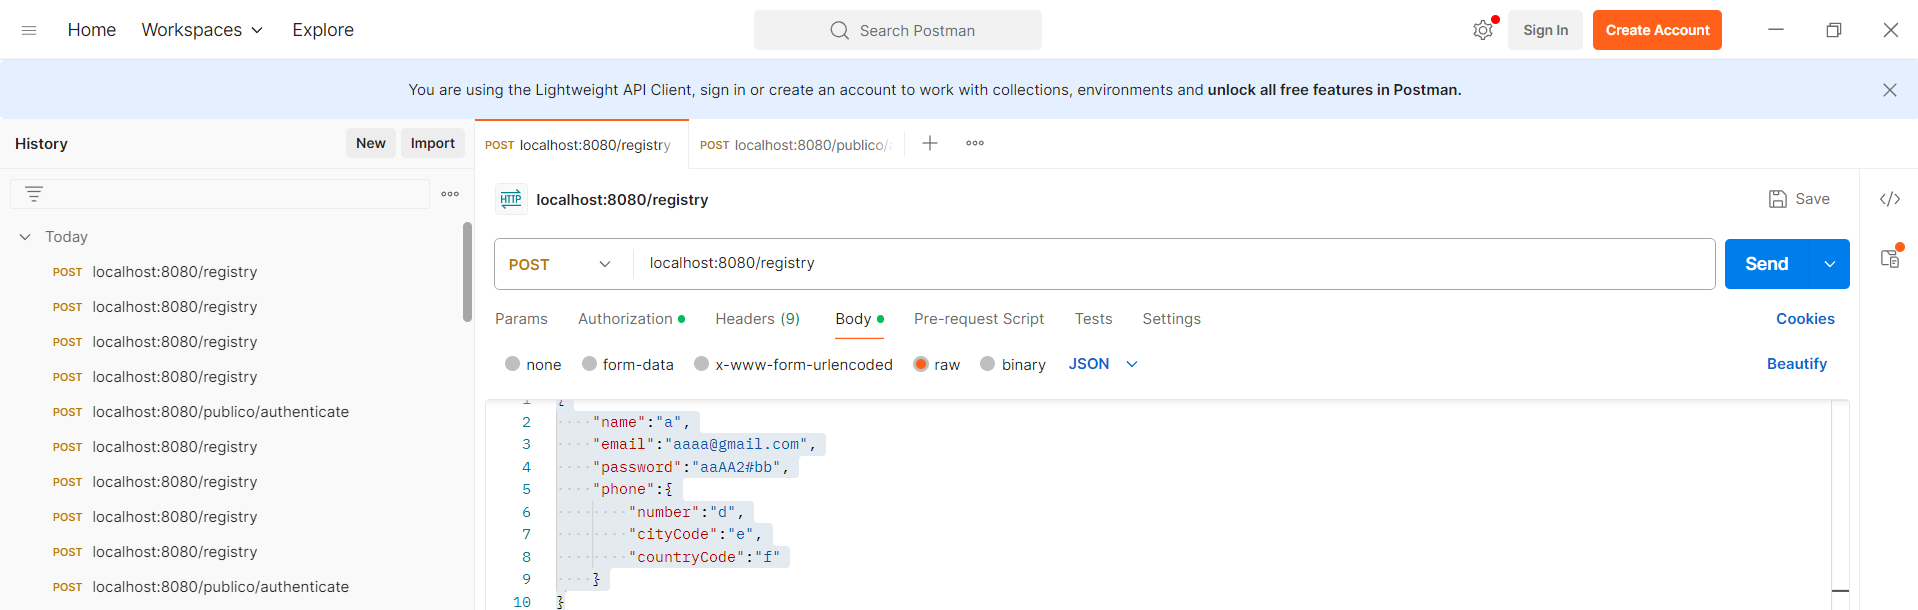 Home Workspaces Explore Search Postman Sign In Create Account
You are using the Lightweight API Client, sign in or create an account to work with collections, environments and unlock all free features in Postman.
History New Import
Today
POST localhost:8080/registry
POST localhost:8080/registry
POST localhost:8080/registry
POST localhost:8080/registry
POST localhost:8080/publico/authenticate
POST localhost:8080/registry
POST localhost:8080/registry
POST localhost:8080/registry
POST localhost:8080/registry
POST localhost:8080/publico/authenticate
POST localhost:8080/registry POST localhost:8080/publico/
HTTP localhost:8080/registry Save
POST localhost:8080/registry Send
Params Authorization Headers (9) Body Pre-request Script Tests Settings Cookies
none form-data x-www-form-urlencoded raw binary JSON Beautify
1 {
2 "name":"a",
3 "email":"aaaa@gmail.com",
4 "password":"aaAA2#bb",
5 "phone":{
6 "number":"d",
7 "cityCode":"e",
8 "countryCode":"f"
9 }
10 }